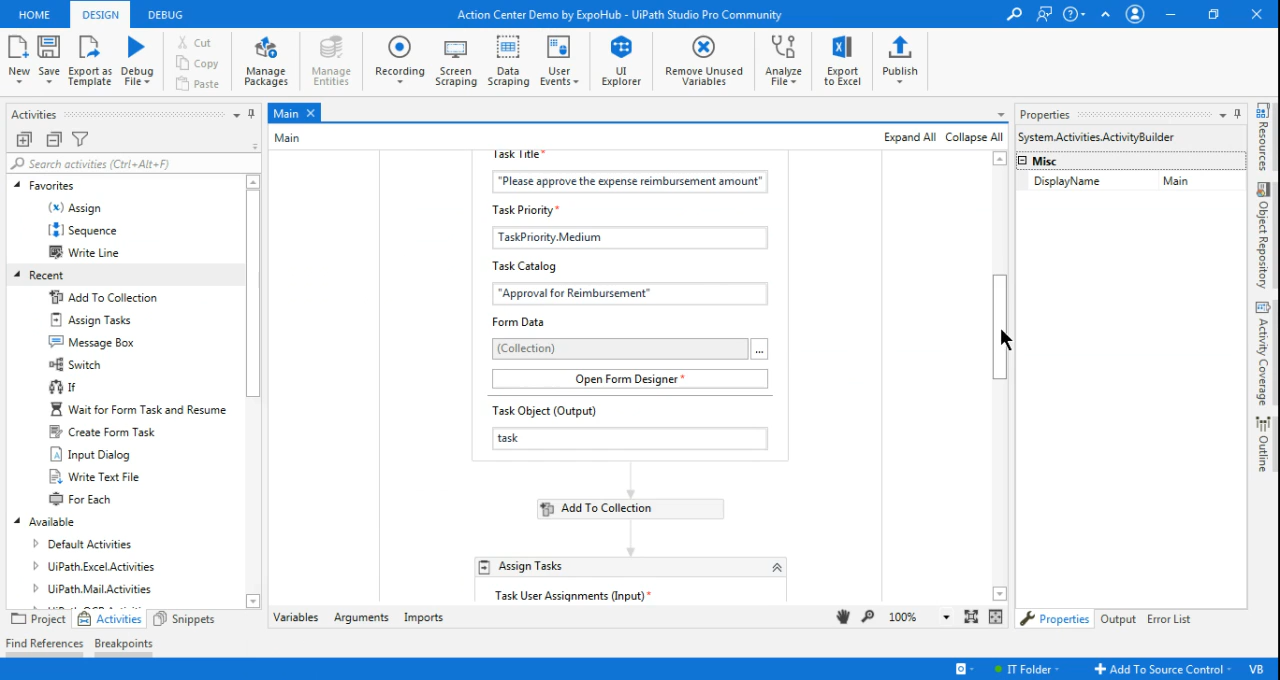 HOME DESIGN DEBUG Action Center Demo by ExpoHub - UiPath Studio Pro Community
New Save Export as Template Debug File Cut Copy Paste Manage Packages Manage Entities Recording Screen Scraping Data Scraping User Events UI Explorer Remove Unused Variables Analyze File Export to Excel Publish
Activities
Search activities (Ctrl+Alt+F)
Favorites
Assign
Sequence
Write Line
Recent
Add To Collection
Assign Tasks
Message Box
Switch
If
Wait for Form Task and Resume
Create Form Task
Input Dialog
Write Text File
For Each
Available
Default Activities
UiPath.Excel.Activities
UiPath.Mail.Activities
Project Activities Snippets
Find References Breakpoints
Main
Main Expand All Collapse All
Task Title*
"Please approve the expense reimbursement amount"
Task Priority*
TaskPriority.Medium
Task Catalog
"Approval for Reimbursement"
Form Data
(Collection) ...
Open Form Designer *
Task Object (Output)
task
Add To Collection
Assign Tasks
Task User Assignments (Input)*
Variables Arguments Imports 100%
Properties
System.Activities.ActivityBuilder
Misc
DisplayName Main
Properties Output Error List
Resources
Object Repository
Activity Coverage
Outline
IT Folder Add To Source Control VB